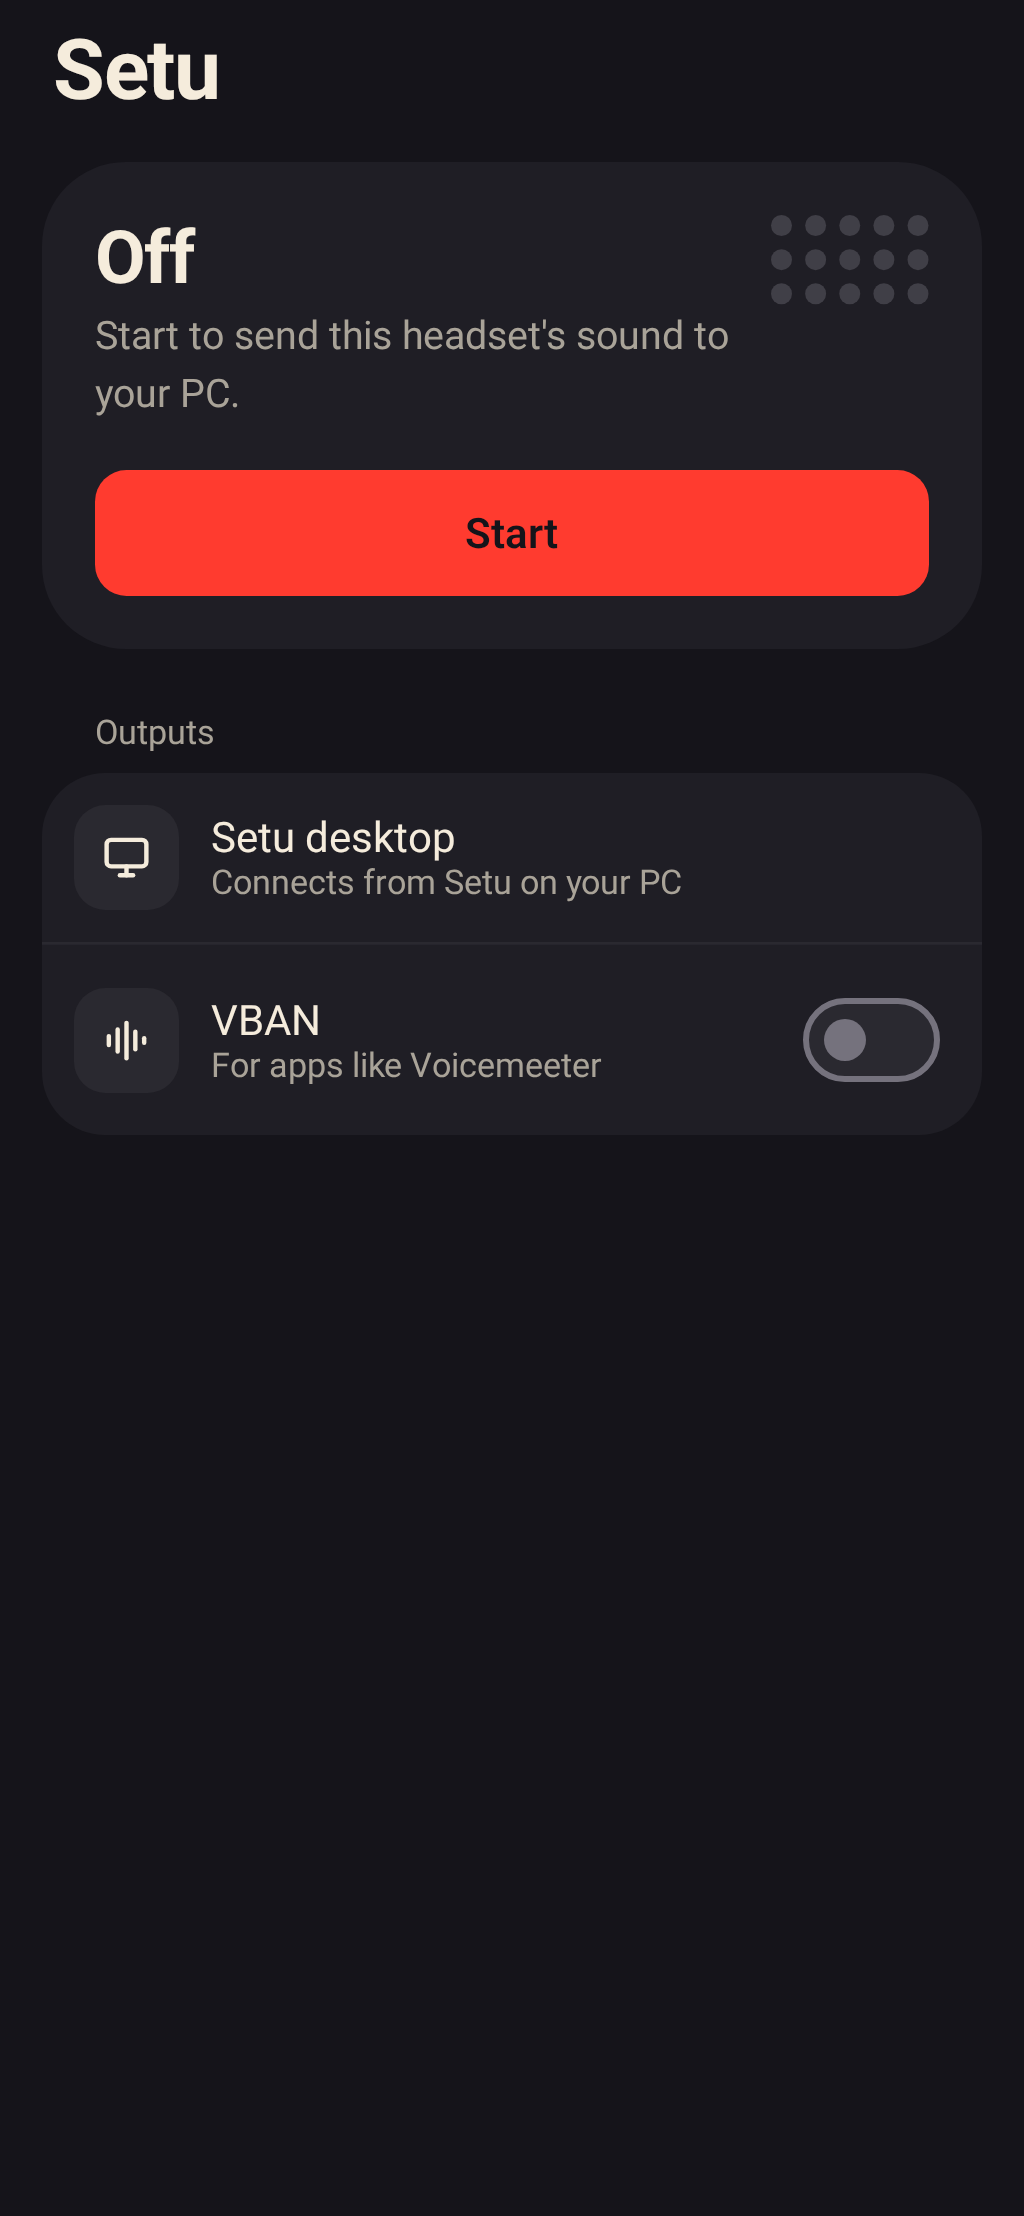 Setu
Off
Start to send this headset's sound to
your PC.
Start
Outputs
Setu desktop
Connects from Setu on your PC
VBAN
For apps like Voicemeeter